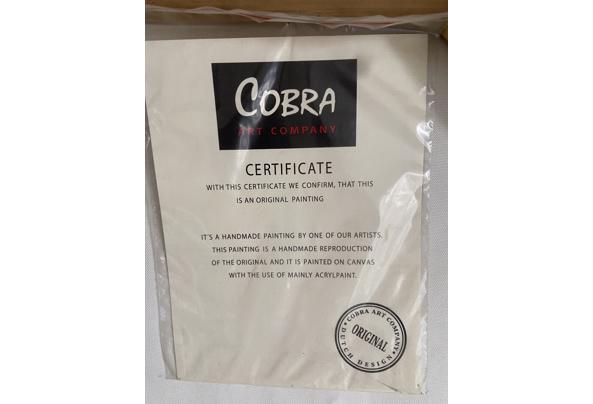 COBRA
ART COMPANY
CERTIFICATE
WITH THIS CERTIFICATE WE CONFIRM, THAT THIS
IS AN ORIGINAL PAINTING
IT'S A HANDMADE PAINTING BY ONE OF OUR ARTISTS.
THIS PAINTING IS A HANDMADE REPRODUCTION
OF THE ORIGINAL AND IT IS PAINTED ON CANVAS
WITH THE USE OF MAINLY ACRYLPAINT.
• COBRA ART COMPANY •
ORIGINAL
DUTCH DESIGN